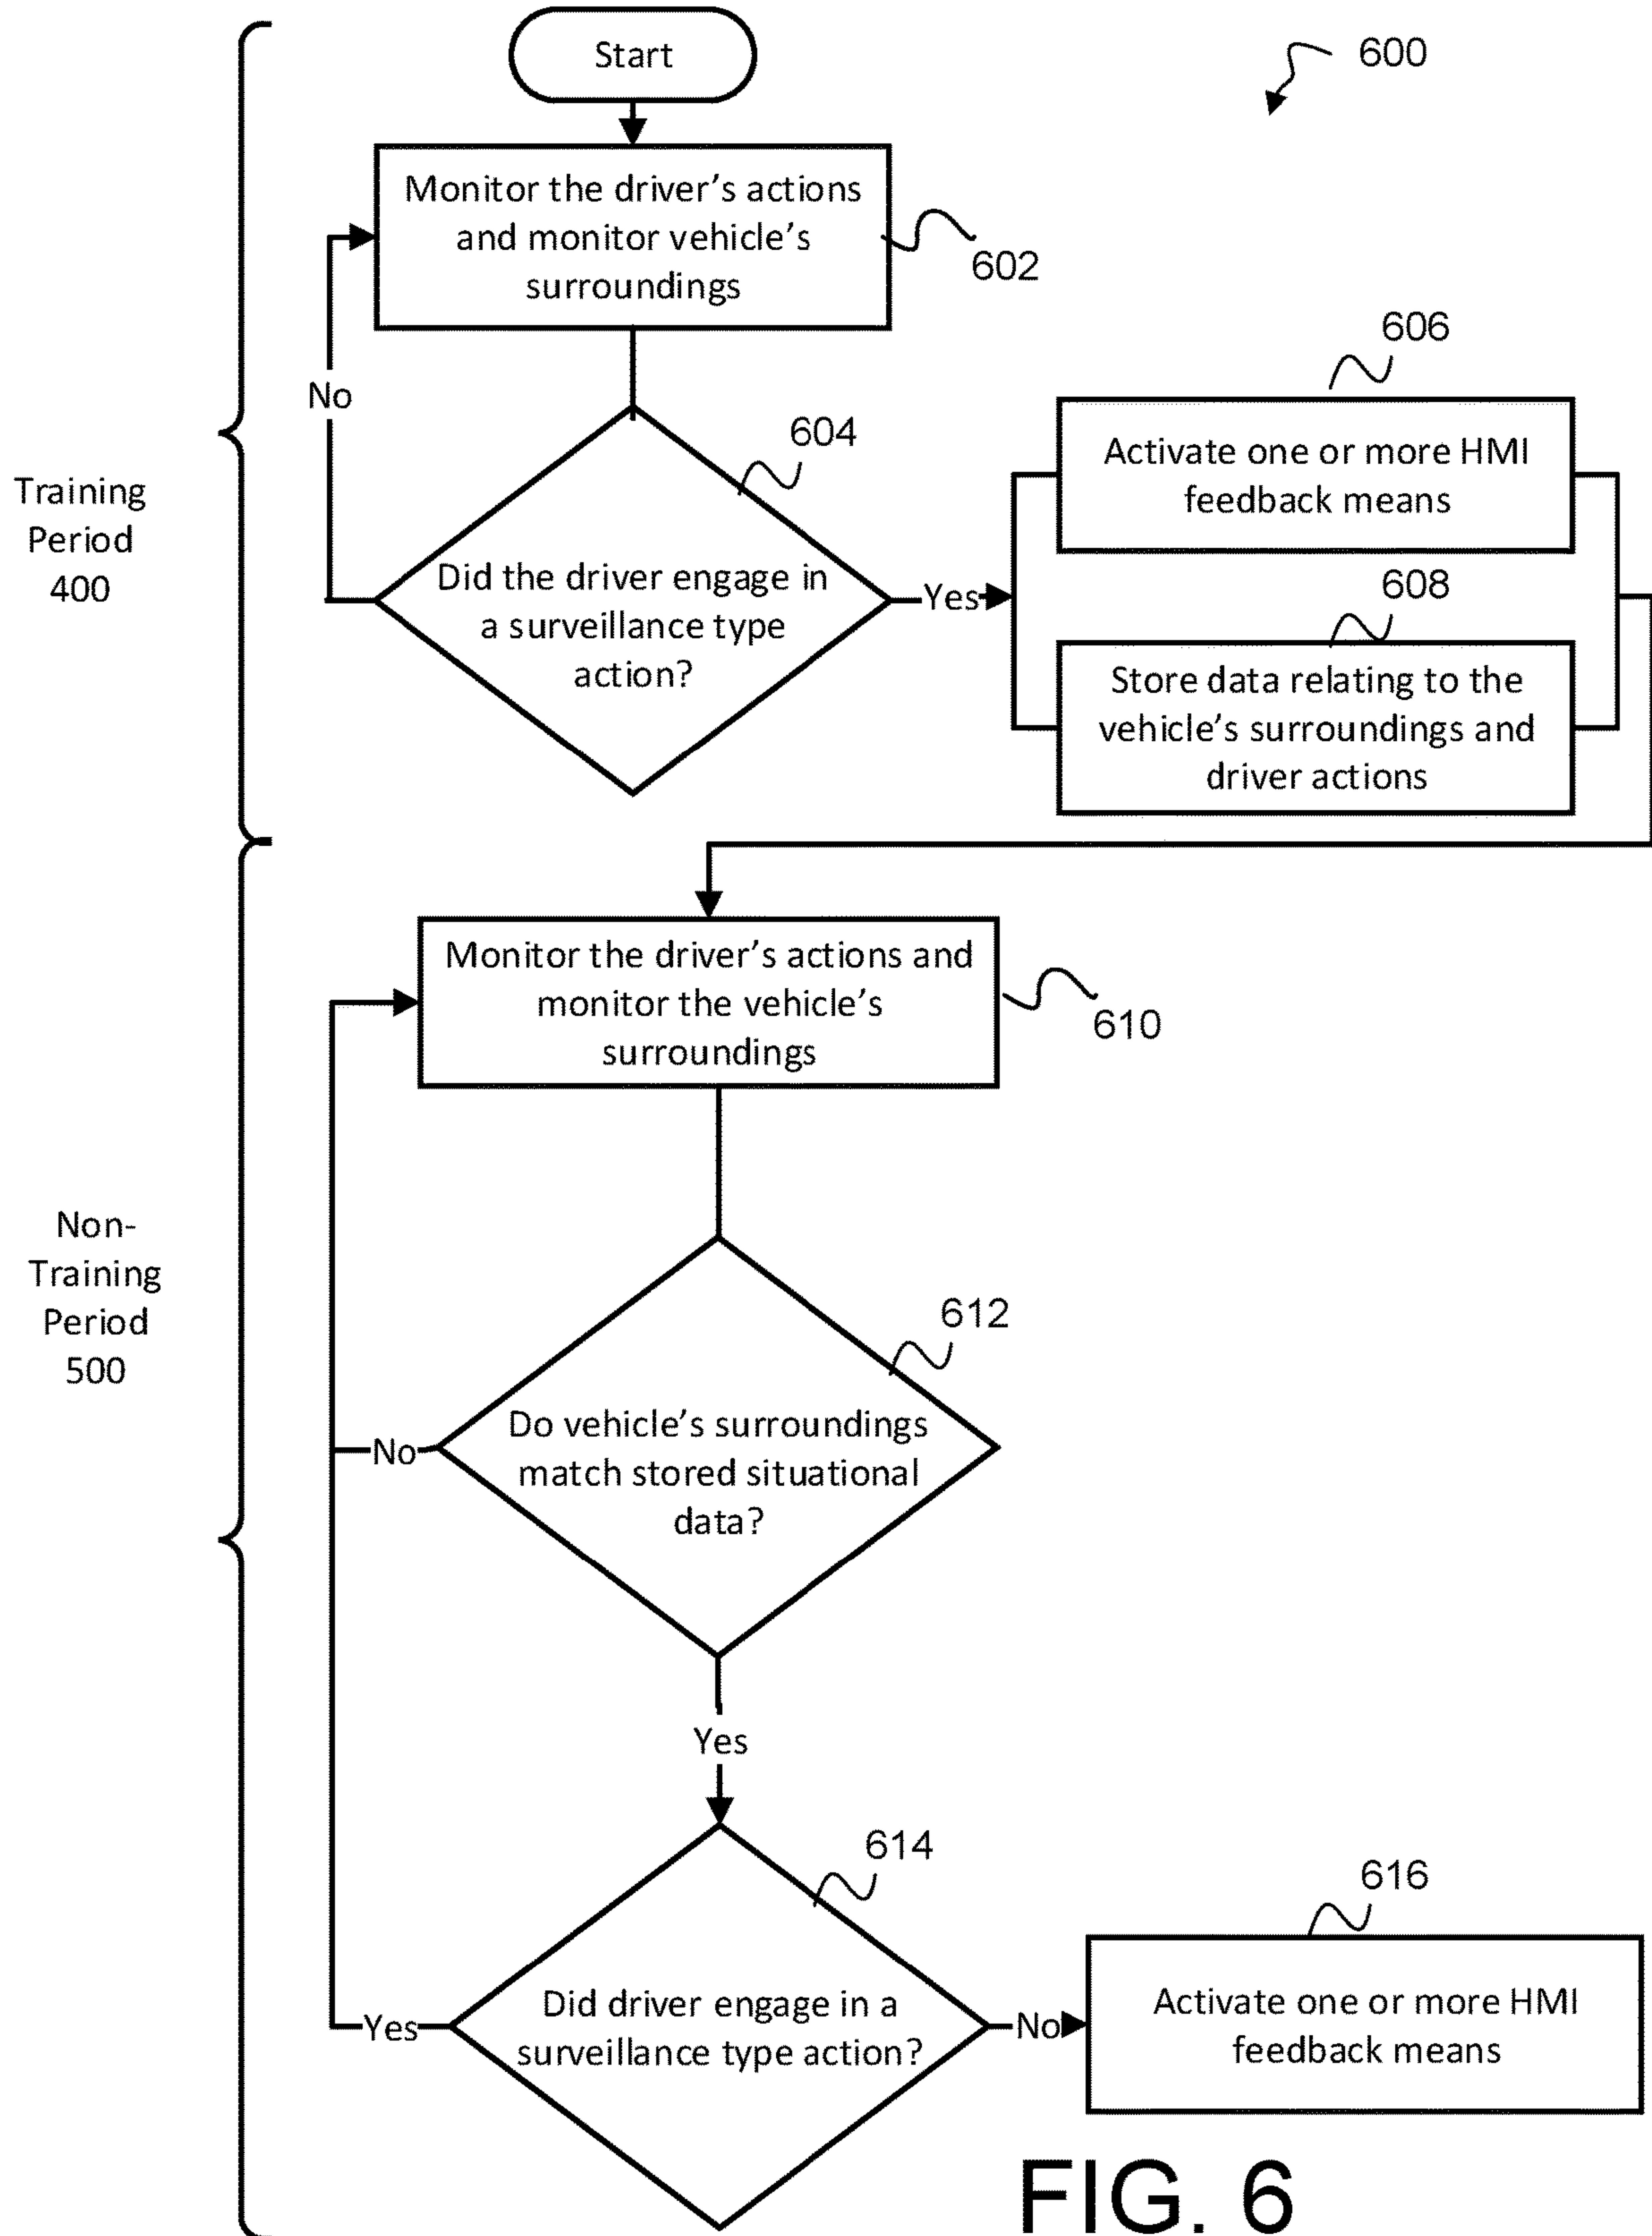 Start
600
Monitor the driver's actions
and monitor vehicle's
surroundings
602
No
604
606
Activate one or more HMI
feedback means
Training
Period
400
Did the driver engage in
a surveillance type
action?
Yes
608
Store data relating to the
vehicle's surroundings and
driver actions
Monitor the driver's actions and
monitor the vehicle's
surroundings
610
Non-
Training
Period
500
612
Do vehicle's surroundings
match stored situational
data?
No
Yes
614
616
Did driver engage in a
surveillance type action?
Yes
No
Activate one or more HMI
feedback means
FIG. 6